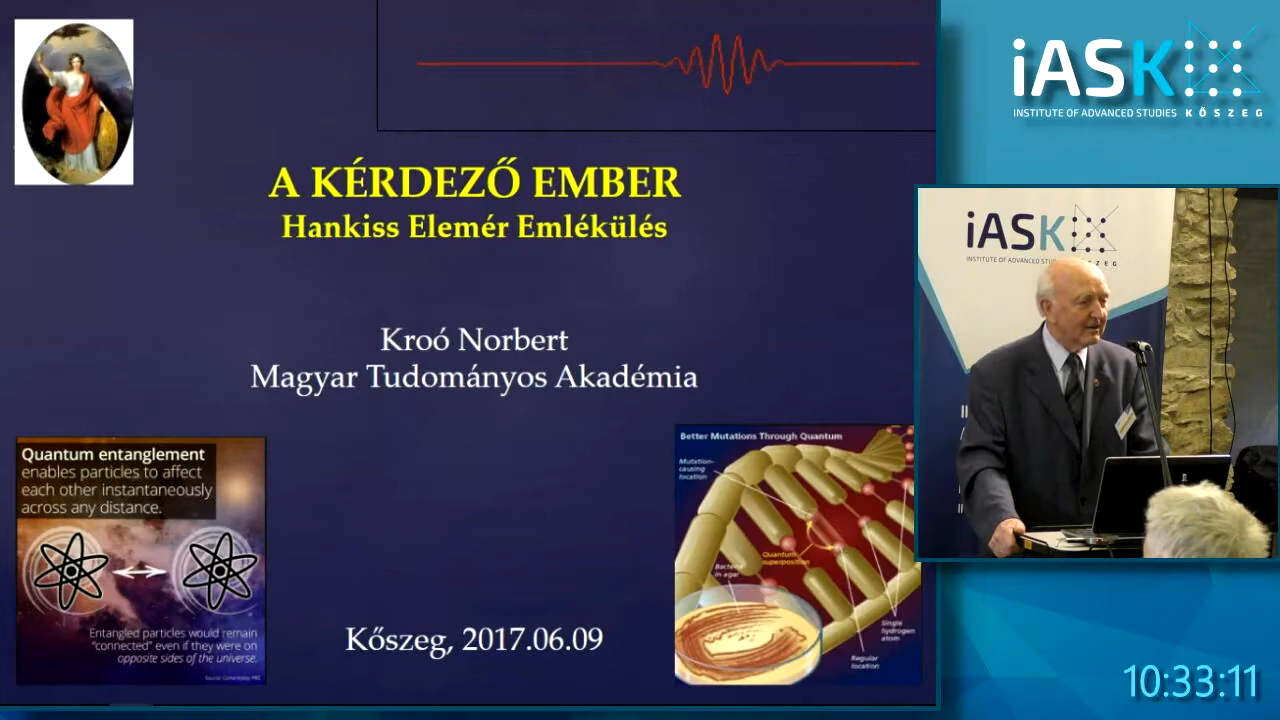 A KÉRDEZŐ EMBER
Hankiss Elemér Emlékülés
Kroó Norbert
Magyar Tudományos Akadémia
Quantum entanglement
enables particles to affect
each other instantaneously
across any distance.
Entangled particles would remain
"connected" even if they were on
opposite sides of the universe.
Better Mutations Through Quantum
Mutation-
causing
location
Quantum
superposition
Bacteria
in agar
Single
hydrogen
atom
Regular
location
Kőszeg, 2017.06.09
iASK
INSTITUTE OF ADVANCED STUDIES KŐSZEG
iASK
INSTITUTE OF ADVANCED
10:33:11